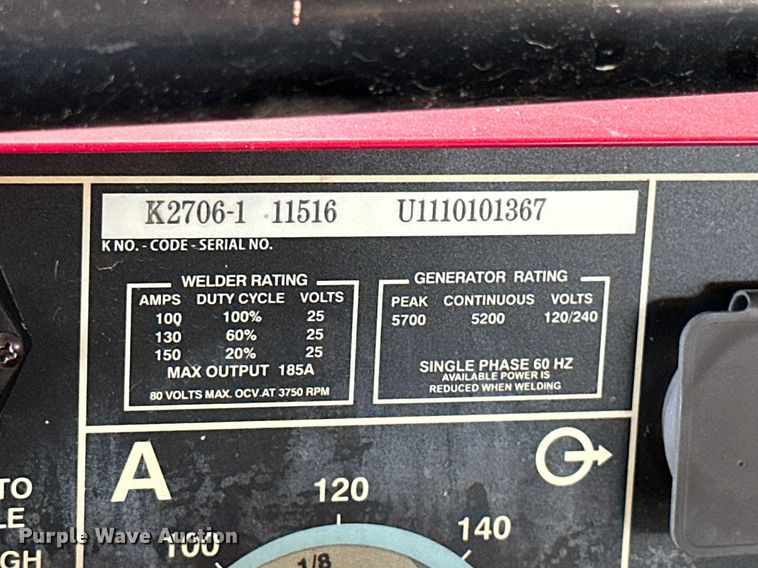 K2706-1 11516 U1110101367
K NO. - CODE - SERIAL NO.
WELDER RATING
AMPS DUTY CYCLE VOLTS
100 100% 25
130 60% 25
150 20% 25
MAX OUTPUT 185A
80 VOLTS MAX. OCV.AT 3750 RPM
GENERATOR RATING
PEAK CONTINUOUS VOLTS
5700 5200 120/240
SINGLE PHASE 60 HZ
AVAILABLE POWER IS
REDUCED WHEN WELDING
A
120
140
100
1/8
TO
LE
GH
Purple Wave Auction